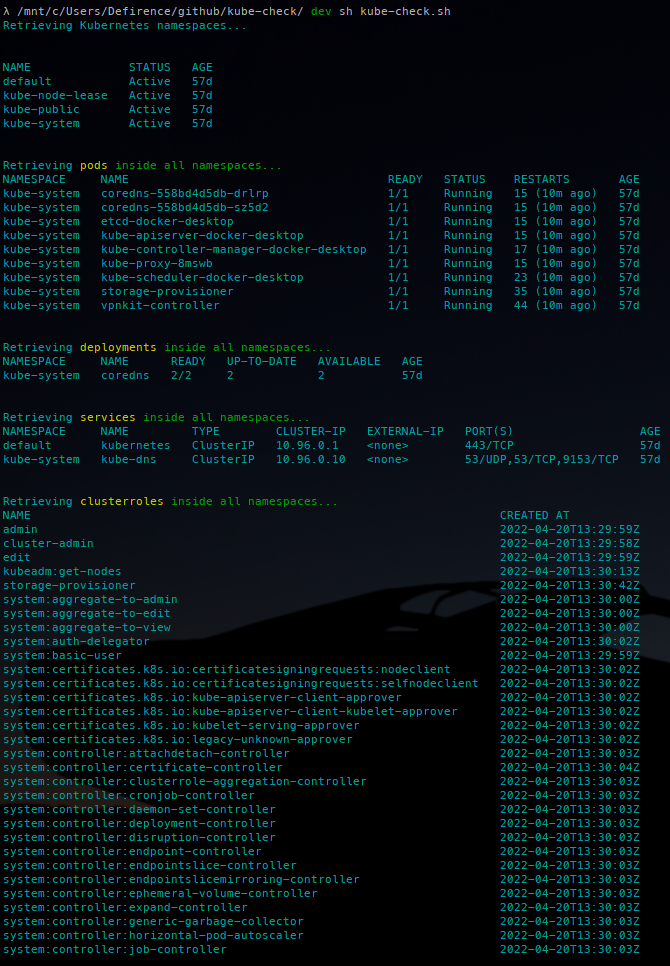 λ /mnt/c/Users/Defirence/github/kube-check/ dev sh kube-check.sh
Retrieving Kubernetes namespaces...
NAME STATUS AGE
default Active 57d
kube-node-lease Active 57d
kube-public Active 57d
kube-system Active 57d
Retrieving pods inside all namespaces...
NAMESPACE NAME READY STATUS RESTARTS AGE
kube-system coredns-558bd4d5db-drlrp 1/1 Running 15 (10m ago) 57d
kube-system coredns-558bd4d5db-sz5d2 1/1 Running 15 (10m ago) 57d
kube-system etcd-docker-desktop 1/1 Running 15 (10m ago) 57d
kube-system kube-apiserver-docker-desktop 1/1 Running 15 (10m ago) 57d
kube-system kube-controller-manager-docker-desktop 1/1 Running 17 (10m ago) 57d
kube-system kube-proxy-8mswb 1/1 Running 15 (10m ago) 57d
kube-system kube-scheduler-docker-desktop 1/1 Running 23 (10m ago) 57d
kube-system storage-provisioner 1/1 Running 35 (10m ago) 57d
kube-system vpnkit-controller 1/1 Running 44 (10m ago) 57d
Retrieving deployments inside all namespaces...
NAMESPACE NAME READY UP-TO-DATE AVAILABLE AGE
kube-system coredns 2/2 2 2 57d
Retrieving services inside all namespaces...
NAMESPACE NAME TYPE CLUSTER-IP EXTERNAL-IP PORT(S) AGE
default kubernetes ClusterIP 10.96.0.1 <none> 443/TCP 57d
kube-system kube-dns ClusterIP 10.96.0.10 <none> 53/UDP,53/TCP,9153/TCP 57d
Retrieving clusterroles inside all namespaces...
NAME CREATED AT
admin 2022-04-20T13:29:59Z
cluster-admin 2022-04-20T13:29:58Z
edit 2022-04-20T13:29:59Z
kubeadm:get-nodes 2022-04-20T13:30:13Z
storage-provisioner 2022-04-20T13:30:42Z
system:aggregate-to-admin 2022-04-20T13:30:00Z
system:aggregate-to-edit 2022-04-20T13:30:00Z
system:aggregate-to-view 2022-04-20T13:30:00Z
system:auth-delegator 2022-04-20T13:30:02Z
system:basic-user 2022-04-20T13:29:59Z
system:certificates.k8s.io:certificatesigningrequests:nodeclient 2022-04-20T13:30:02Z
system:certificates.k8s.io:certificatesigningrequests:selfnodeclient 2022-04-20T13:30:02Z
system:certificates.k8s.io:kube-apiserver-client-approver 2022-04-20T13:30:02Z
system:certificates.k8s.io:kube-apiserver-client-kubelet-approver 2022-04-20T13:30:02Z
system:certificates.k8s.io:kubelet-serving-approver 2022-04-20T13:30:02Z
system:certificates.k8s.io:legacy-unknown-approver 2022-04-20T13:30:02Z
system:controller:attachdetach-controller 2022-04-20T13:30:03Z
system:controller:certificate-controller 2022-04-20T13:30:04Z
system:controller:clusterrole-aggregation-controller 2022-04-20T13:30:03Z
system:controller:cronjob-controller 2022-04-20T13:30:03Z
system:controller:daemon-set-controller 2022-04-20T13:30:03Z
system:controller:deployment-controller 2022-04-20T13:30:03Z
system:controller:disruption-controller 2022-04-20T13:30:03Z
system:controller:endpoint-controller 2022-04-20T13:30:03Z
system:controller:endpointslice-controller 2022-04-20T13:30:03Z
system:controller:endpointslicemirroring-controller 2022-04-20T13:30:03Z
system:controller:ephemeral-volume-controller 2022-04-20T13:30:03Z
system:controller:expand-controller 2022-04-20T13:30:03Z
system:controller:generic-garbage-collector 2022-04-20T13:30:03Z
system:controller:horizontal-pod-autoscaler 2022-04-20T13:30:03Z
system:controller:job-controller 2022-04-20T13:30:03Z